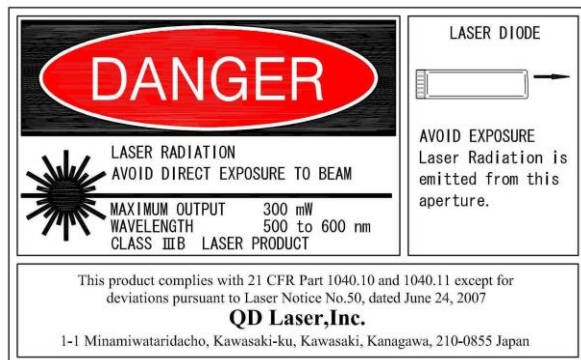 DANGER
LASER RADIATION
AVOID DIRECT EXPOSURE TO BEAM
MAXIMUM OUTPUT 300 mW
WAVELENGTH 500 to 600 nm
CLASS ⅢB LASER PRODUCT
LASER DIODE
AVOID EXPOSURE
Laser Radiation is
emitted from this
aperture.
This product complies with 21 CFR Part 1040.10 and 1040.11 except for
deviations pursuant to Laser Notice No.50, dated June 24, 2007
QD Laser,Inc.
1-1 Minamiwataridacho, Kawasaki-ku, Kawasaki, Kanagawa, 210-0855 Japan